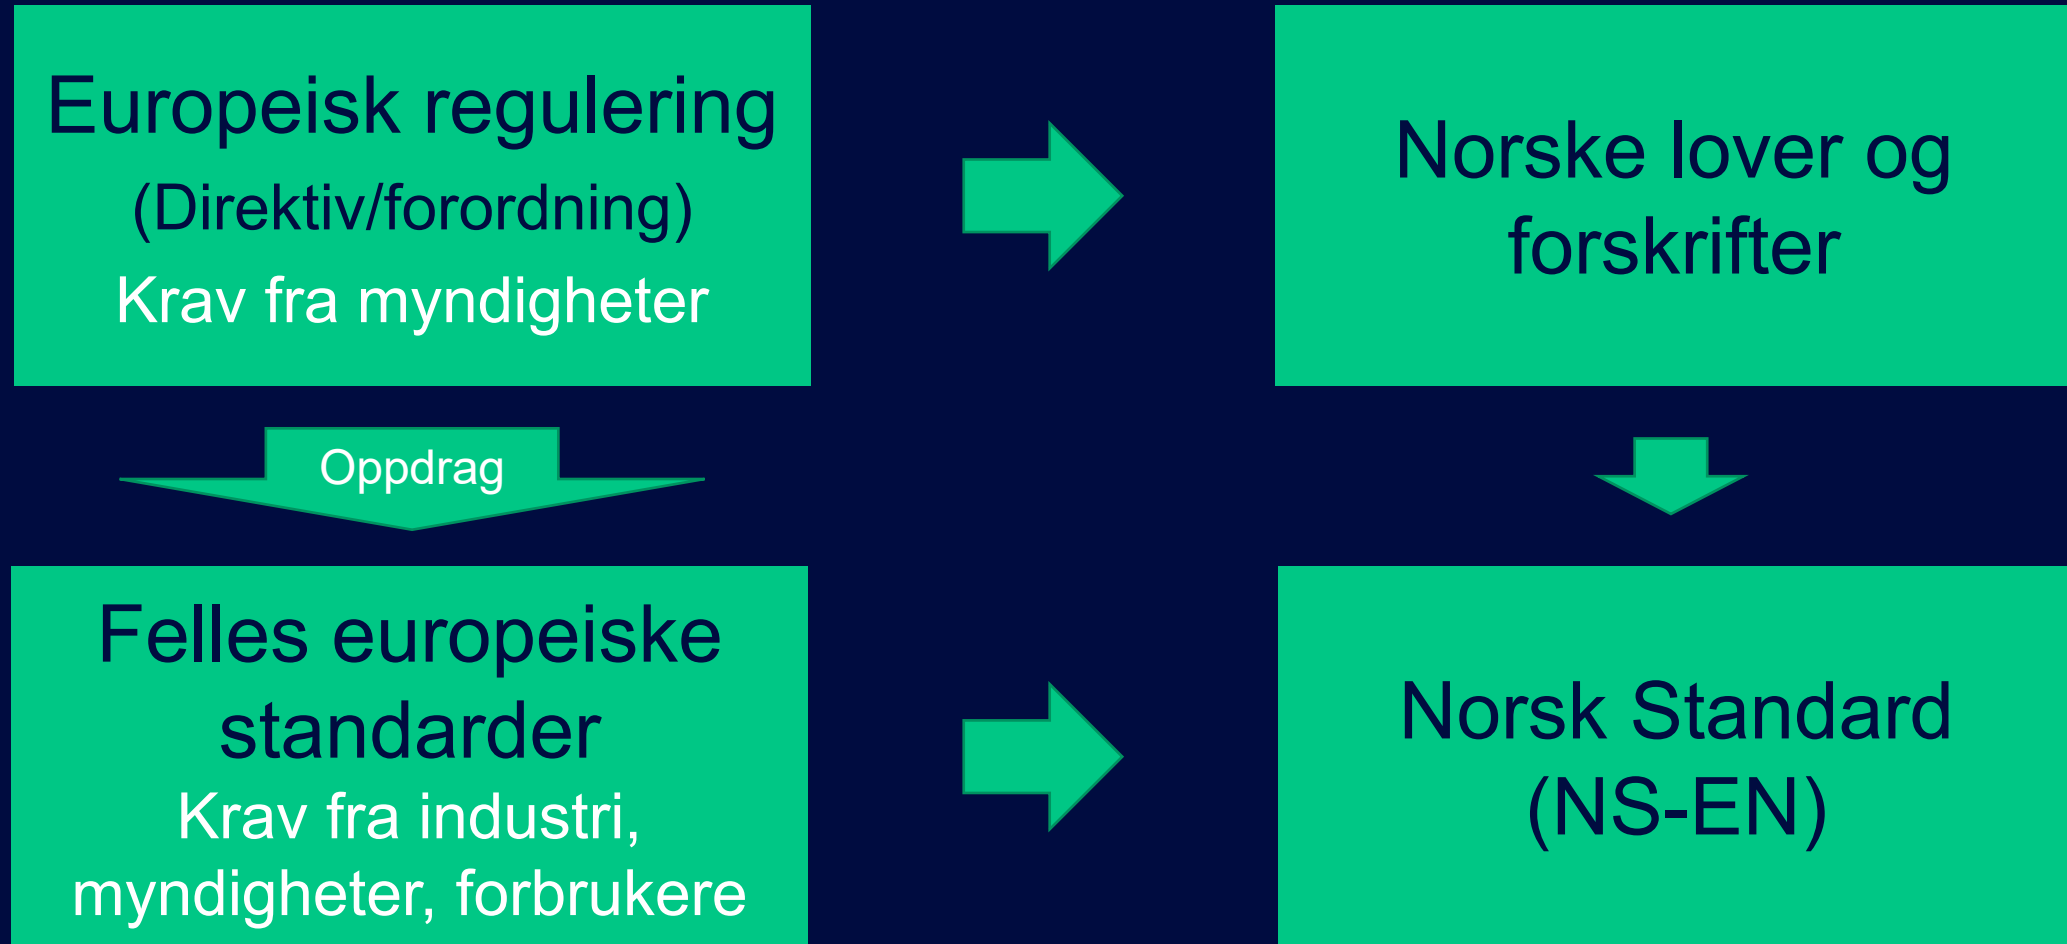 Europeisk regulering
(Direktiv/forordning)
Krav fra myndigheter
Norske lover og
forskrifter
Oppdrag
Felles europeiske
standarder
Krav fra industri,
myndigheter, forbrukere
Norsk Standard
(NS-EN)